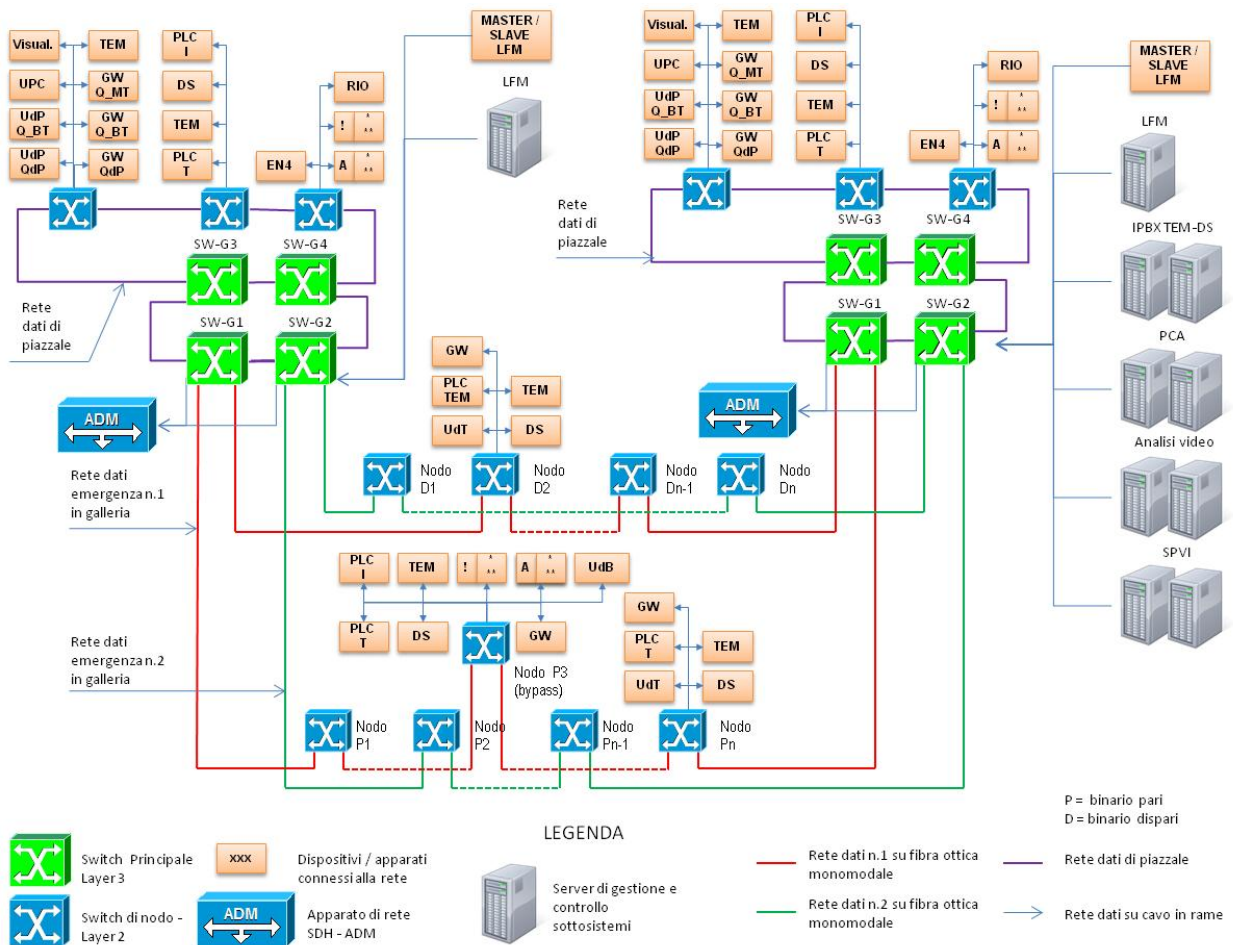 MASTER /
SLAVE
LFM
LFM
Visual.
TEM
UPC
GW
Q_MT
UdP
Q_BT
GW
Q_BT
UdP
QdP
GW
QdP
PLC
I
DS
TEM
PLC
T
RIO
!
EN4
A
SW-G3
SW-G4
SW-G1
SW-G2
Rete
dati di
piazzale
ADM
Visual.
TEM
UPC
GW
Q_MT
UdP
Q_BT
GW
Q_BT
UdP
QdP
GW
QdP
PLC
I
DS
TEM
PLC
T
RIO
!
EN4
A
SW-G3
SW-G4
SW-G1
SW-G2
Rete
dati di
piazzale
ADM
MASTER /
SLAVE
LFM
LFM
IPBX TEM-DS
PCA
Analisi video
SPVI
GW
PLC
TEM
TEM
UdT
DS
Nodo
D1
Nodo
D2
Nodo
Dn-1
Nodo
Dn
Rete dati
emergenza n.1
in galleria
PLC
I
TEM
!
A
UdB
PLC
T
DS
GW
Nodo P3
(bypass)
GW
PLC
T
TEM
UdT
DS
Rete dati
emergenza n.2
in galleria
Nodo
P1
Nodo
P2
Nodo
Pn-1
Nodo
Pn
P = binario pari
D = binario dispari
LEGENDA
Switch Principale
Layer 3
xxx
Dispositivi / apparati
connessi alla rete
Switch di nodo -
Layer 2
ADM
Apparato di rete
SDH - ADM
Server di gestione e
controllo
sottosistemi
Rete dati n.1 su fibra ottica
monomodale
Rete dati n.2 su fibra ottica
monomodale
Rete dati di piazzale
Rete dati su cavo in rame